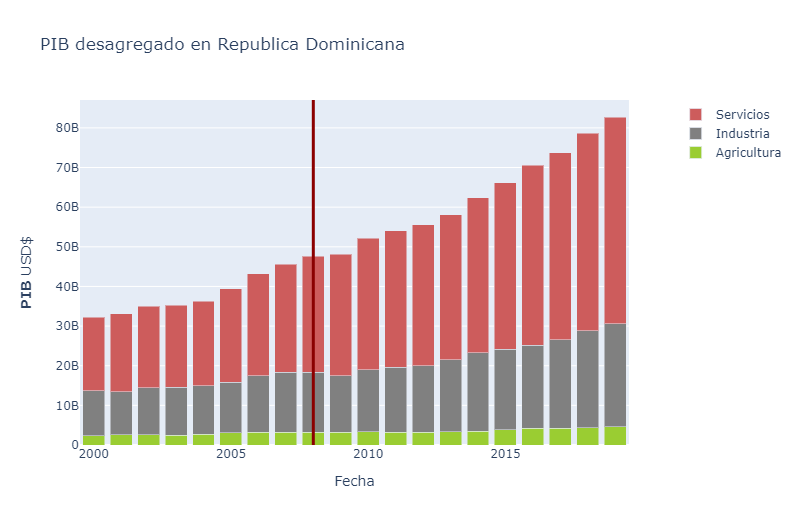 PIB desagregado en Republica Dominicana
Servicios
Industria
Agricultura
80B
70B
60B
50B
40B
30B
20B
10B
0
PIB USD$
2000
2005
2010
2015
Fecha